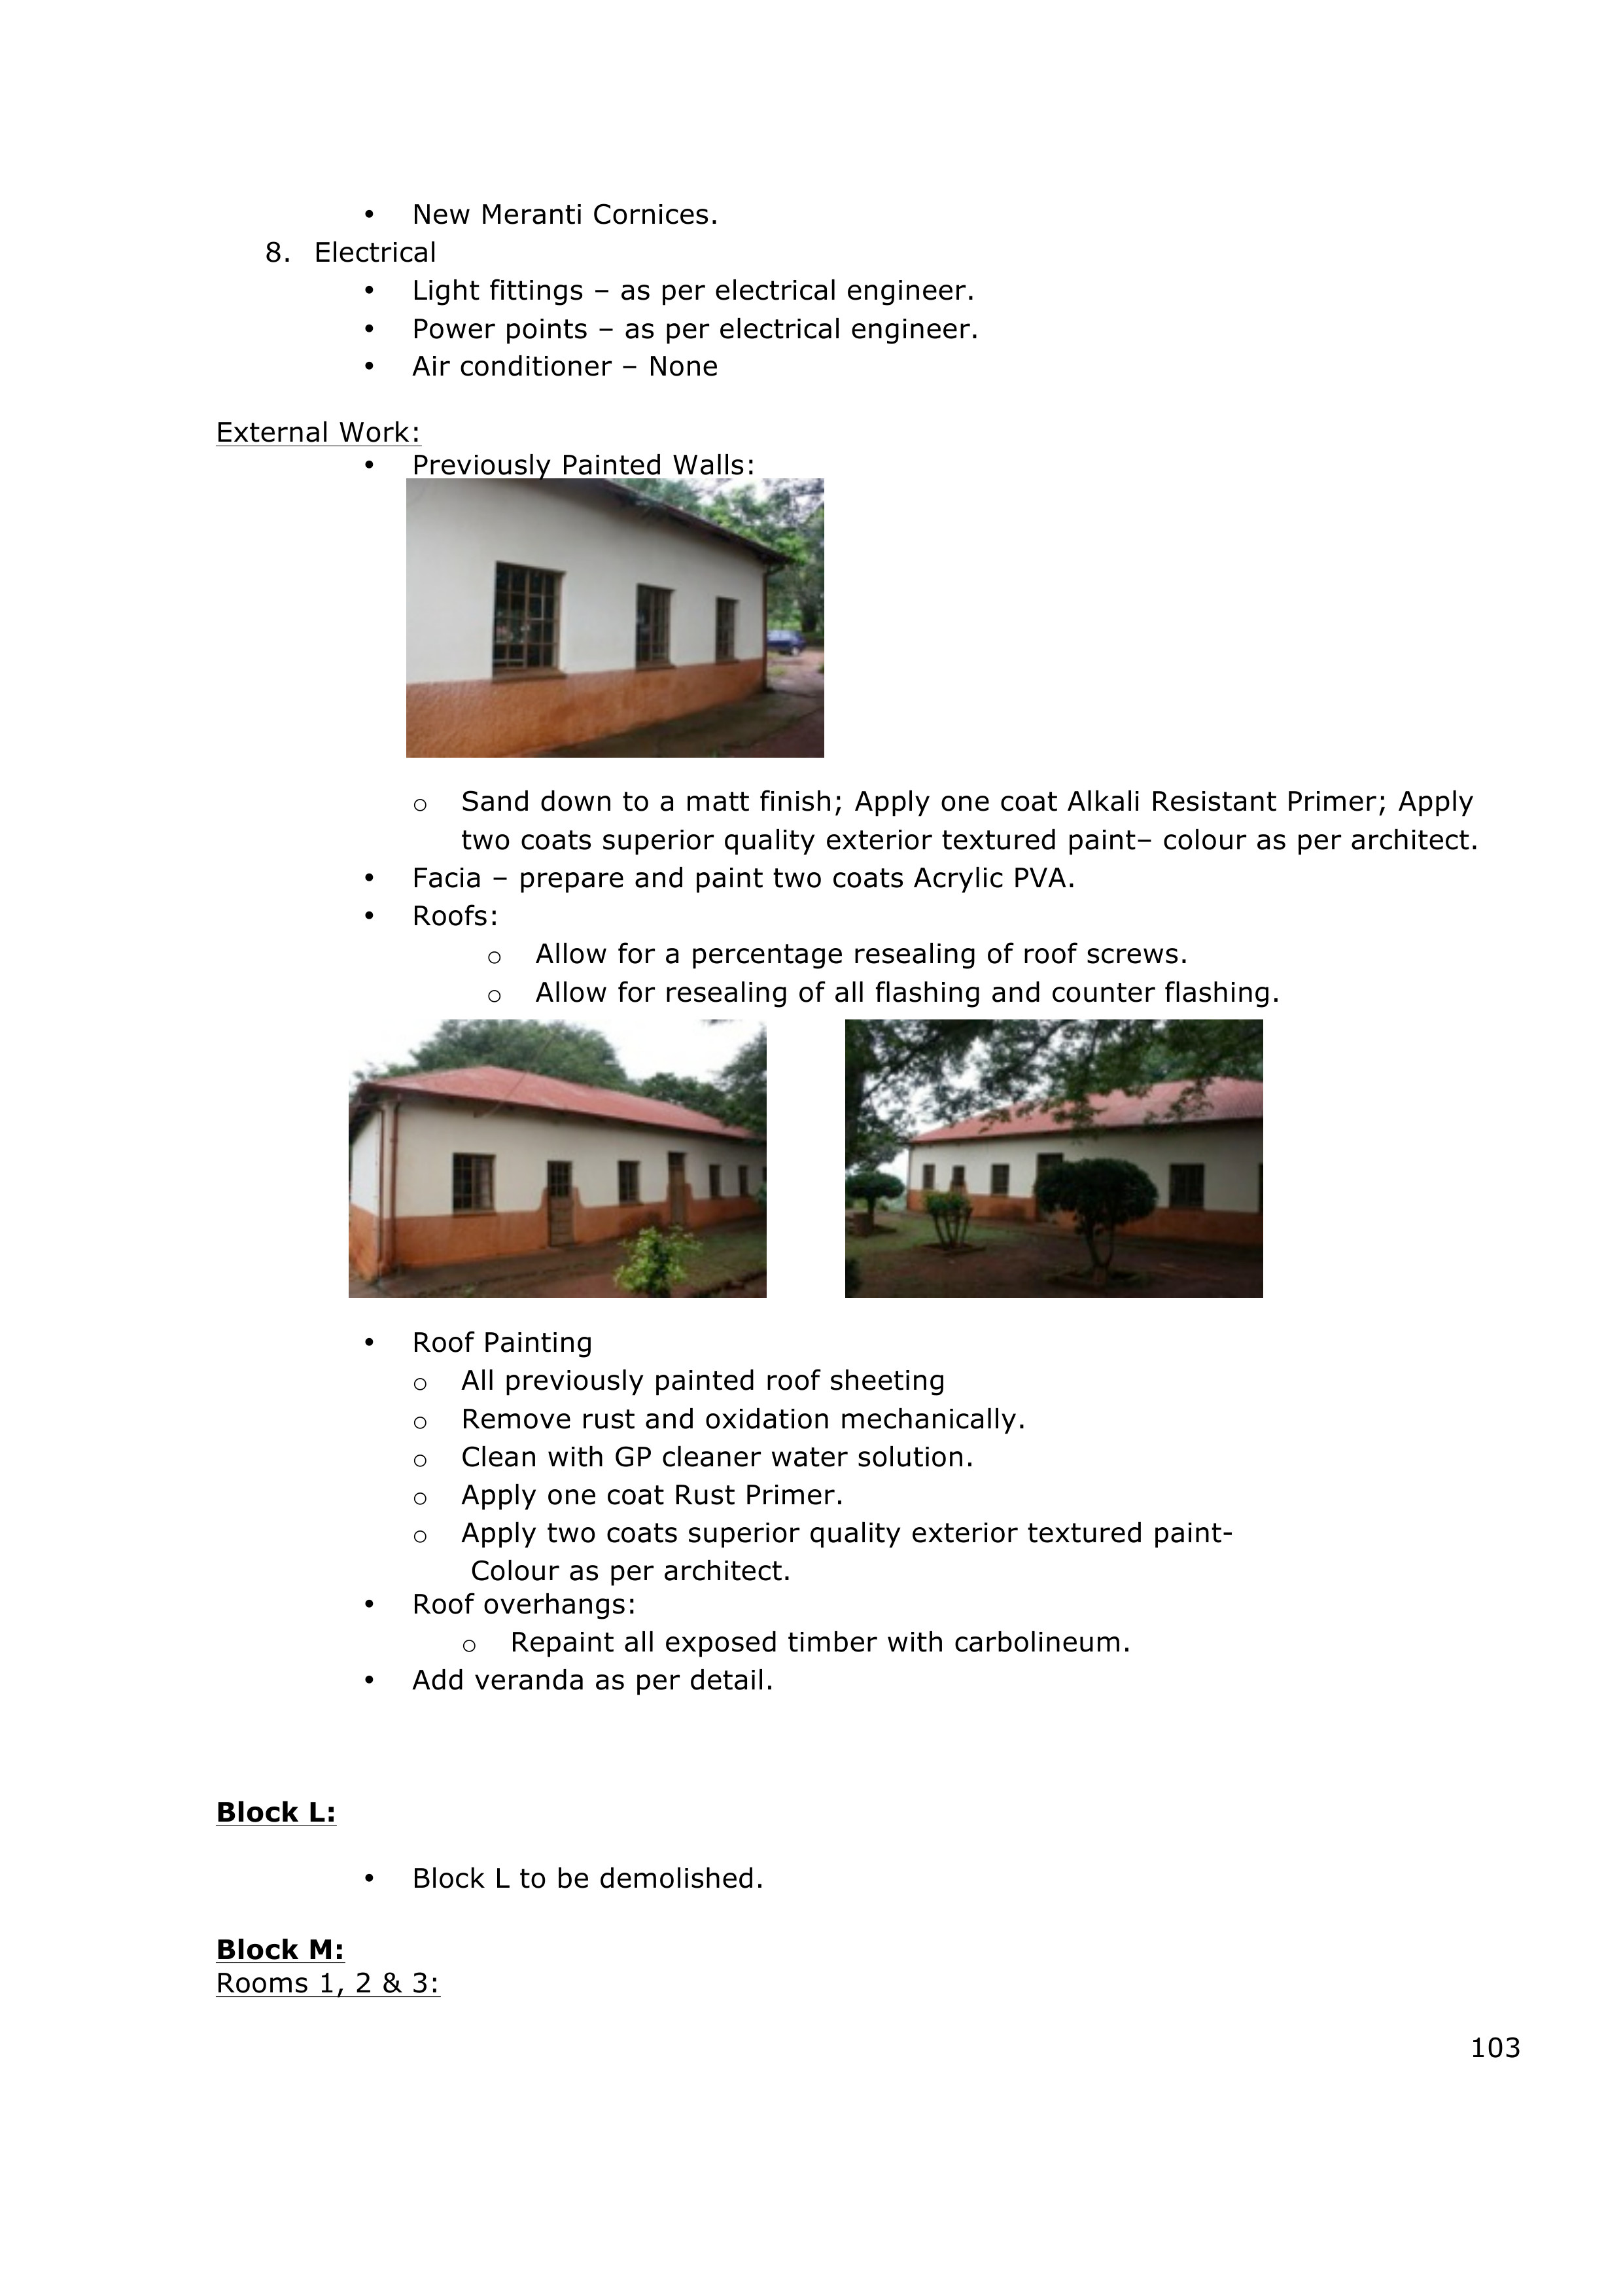 • New Meranti Cornices.
8. Electrical
• Light fittings – as per electrical engineer.
• Power points – as per electrical engineer.
• Air conditioner – None
External Work:
• Previously Painted Walls:
o Sand down to a matt finish; Apply one coat Alkali Resistant Primer; Apply
two coats superior quality exterior textured paint– colour as per architect.
• Facia – prepare and paint two coats Acrylic PVA.
• Roofs:
o Allow for a percentage resealing of roof screws.
o Allow for resealing of all flashing and counter flashing.
• Roof Painting
o All previously painted roof sheeting
o Remove rust and oxidation mechanically.
o Clean with GP cleaner water solution.
o Apply one coat Rust Primer.
o Apply two coats superior quality exterior textured paint-
Colour as per architect.
• Roof overhangs:
o Repaint all exposed timber with carbolineum.
• Add veranda as per detail.
Block L:
• Block L to be demolished.
Block M:
Rooms 1, 2 & 3:
103